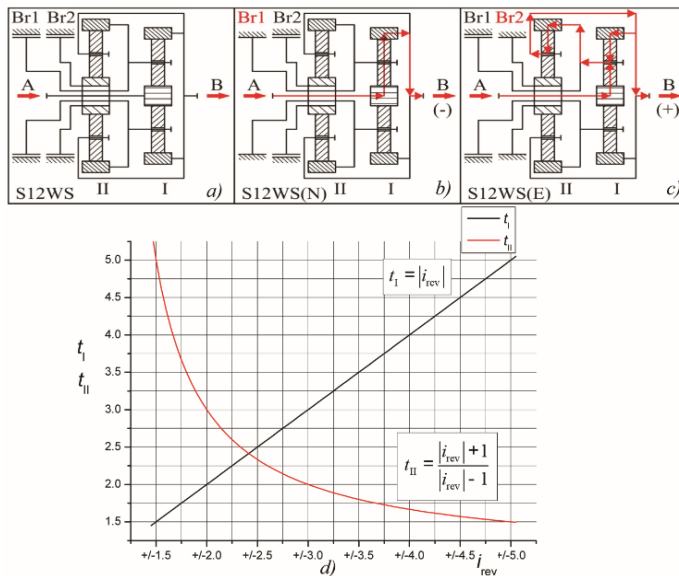 Br1 Br2
A
B
S12WS
II
I
a)
Br1 Br2
A
B
(-)
S12WS(N)
II
I
b)
Br1 Br2
A
B
(+)
S12WS(E)
II
I
c)
t_I
t_II
5.0
4.5
4.0
3.5
3.0
2.5
2.0
1.5
t_I
t_II
t_I = |i_rev|
t_II = (|i_rev| + 1) / (|i_rev| - 1)
+/-1.5 +/-2.0 +/-2.5 +/-3.0 +/-3.5 +/-4.0 +/-4.5 +/-5.0
d)
i_rev